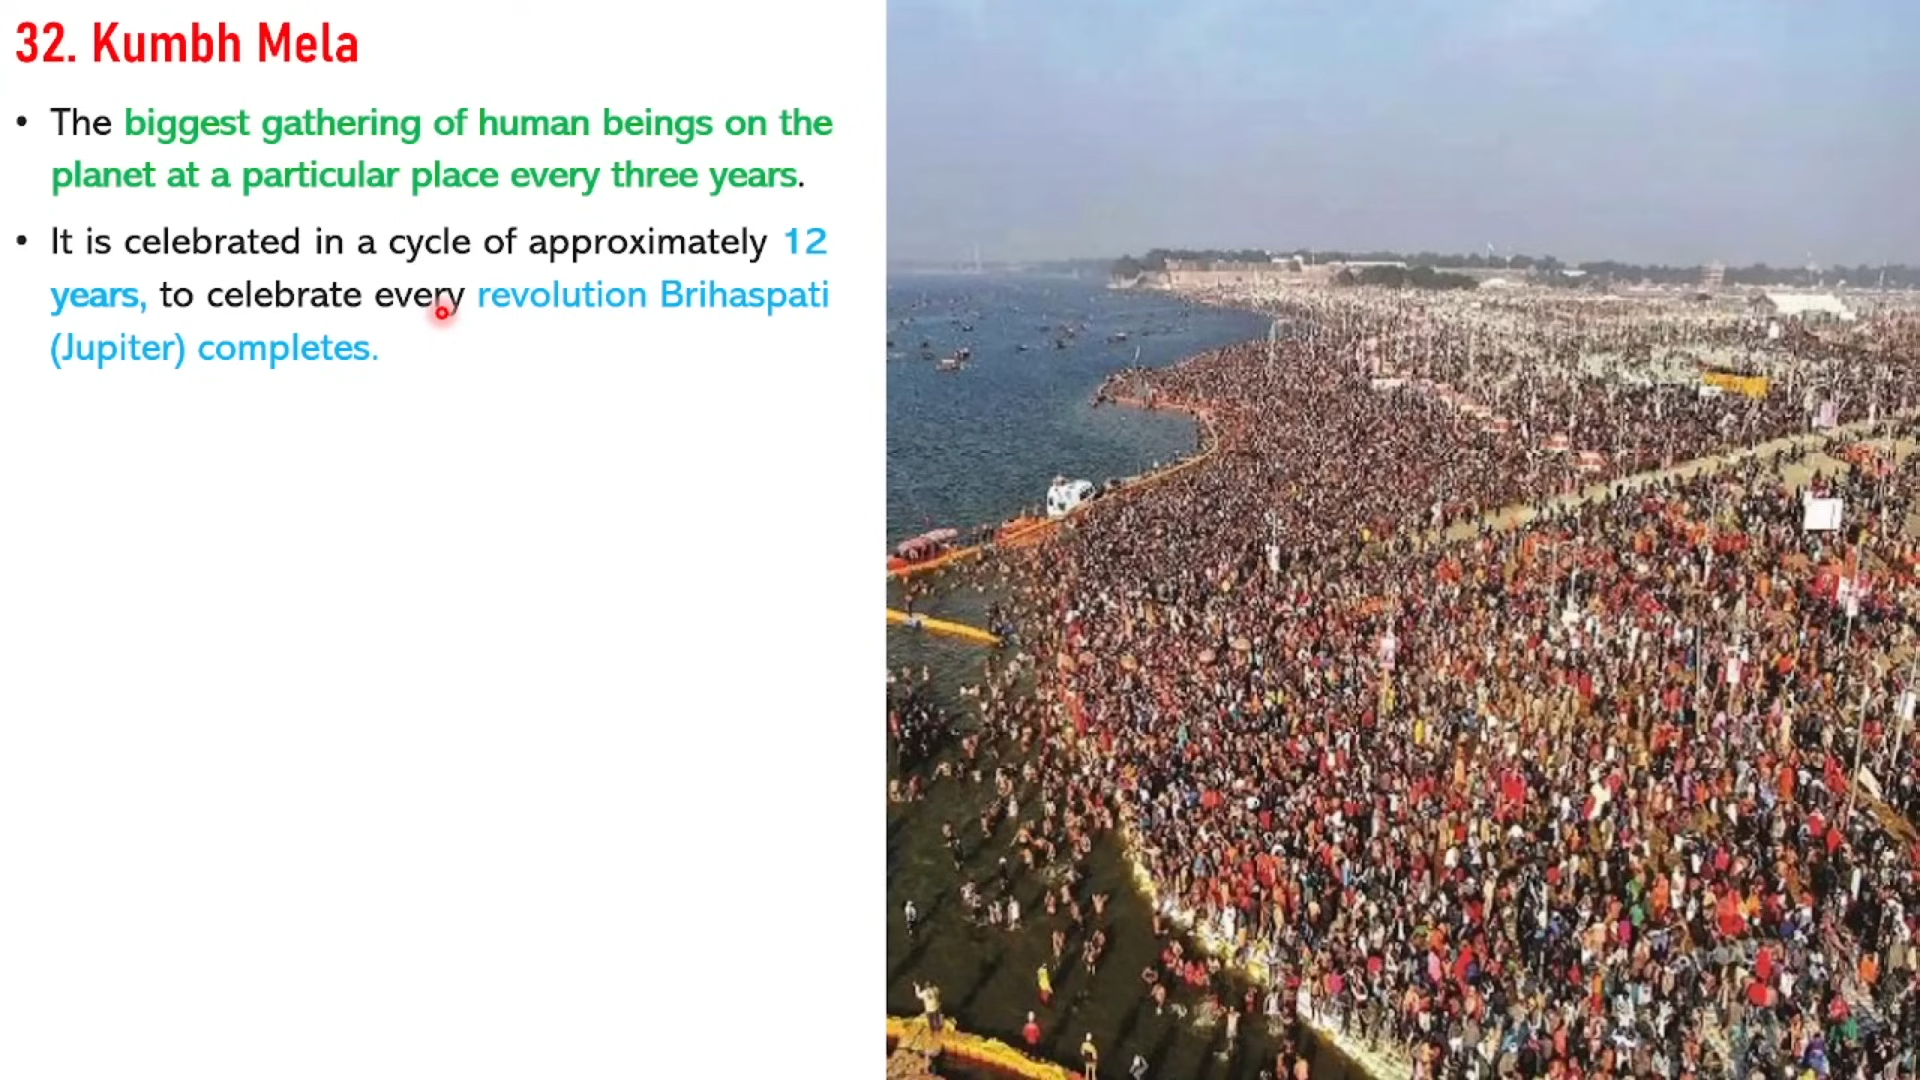 32. Kumbh Mela
• The biggest gathering of human beings on the
planet at a particular place every three years.
• It is celebrated in a cycle of approximately 12
years, to celebrate every revolution Brihaspati
(Jupiter) completes.